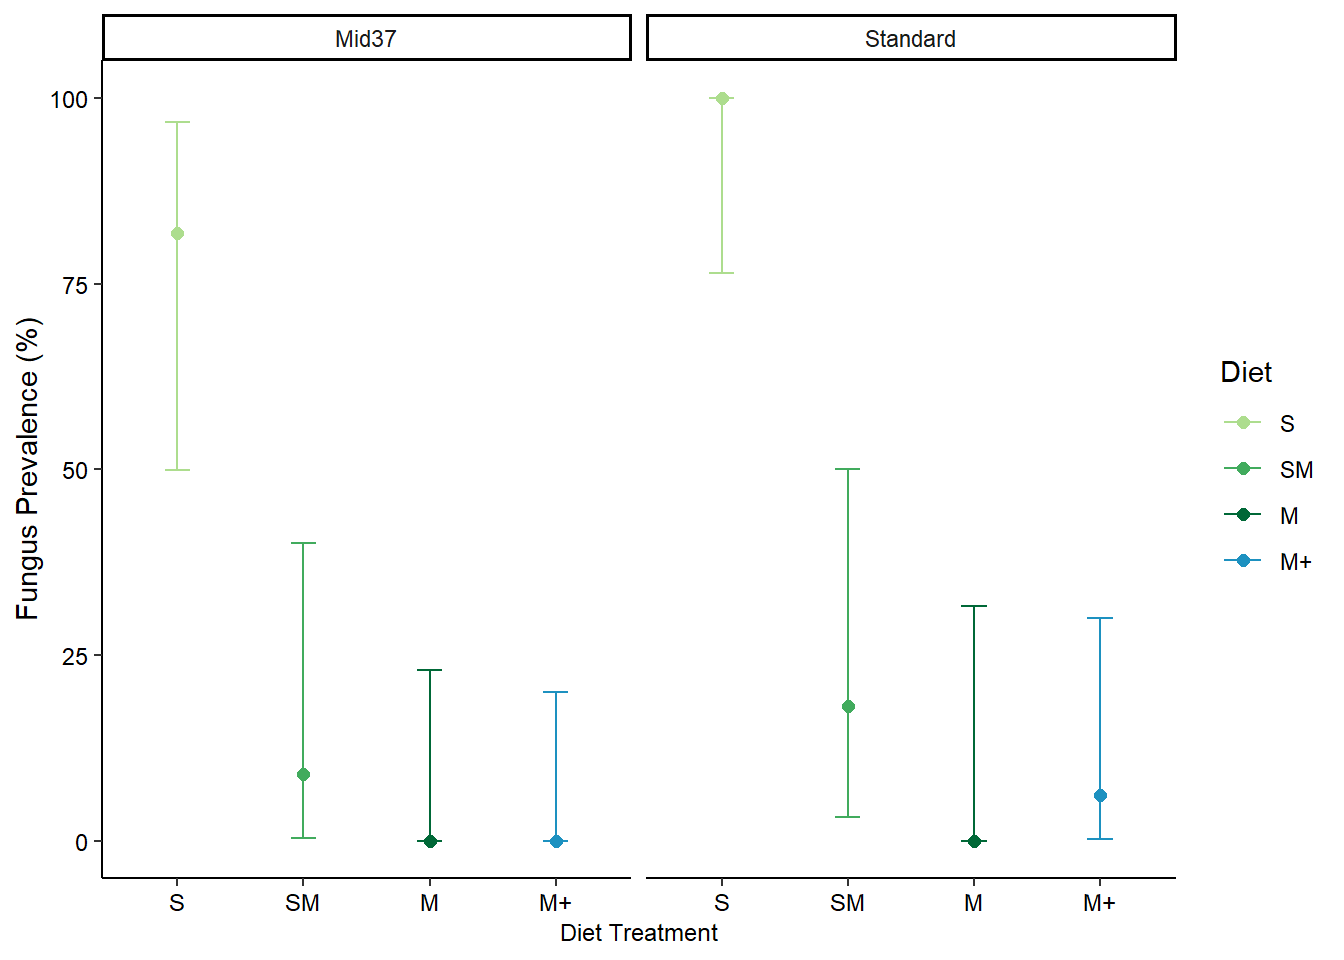 Mid37
Standard
Fungus Prevalence (%)
100
75
50
25
0
S
SM
M
M+
S
SM
M
M+
Diet Treatment
Diet
S
SM
M
M+